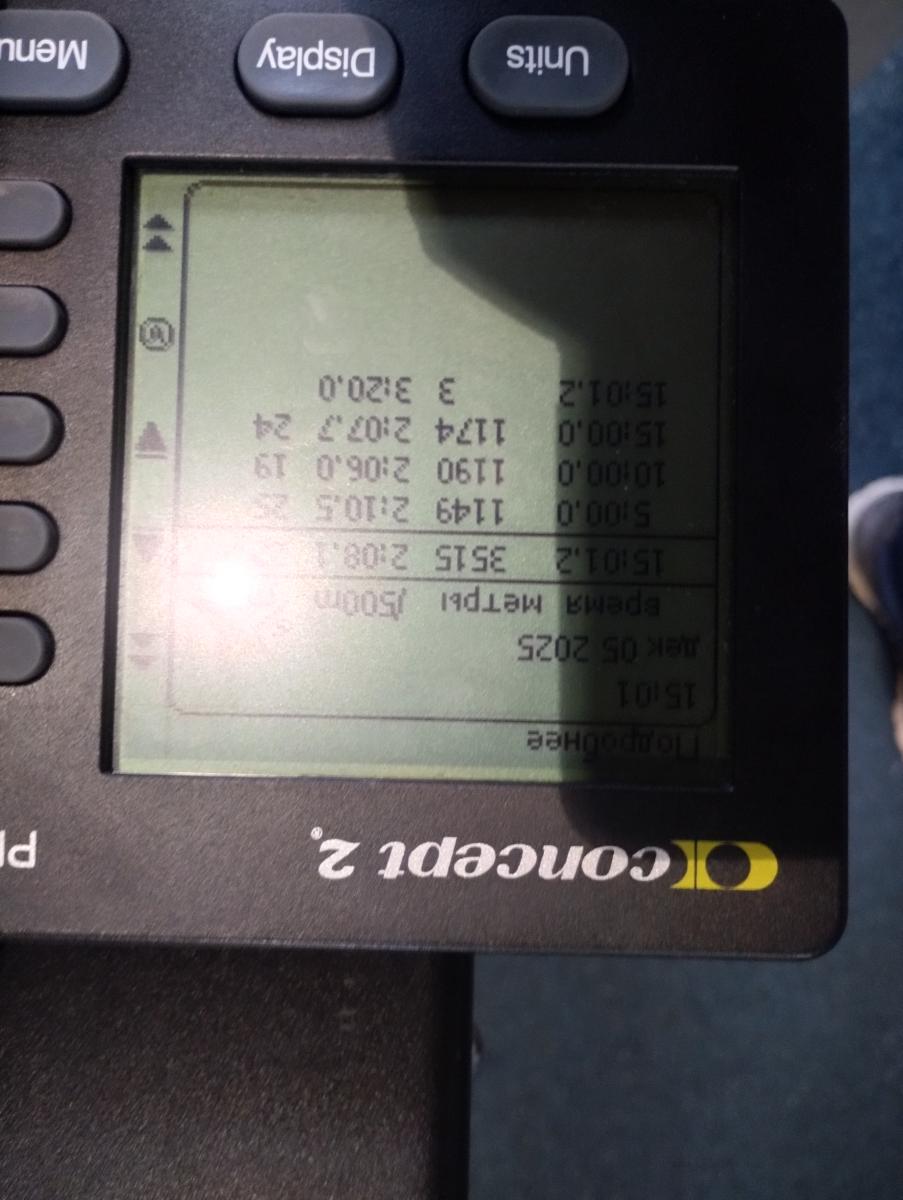 concept 2®
Подробнее
15:01
дек 05 2025
время метры /500m
15:01.2 3515 2:08.1
5:00.0 1149 2:10.5 25
10:00.0 1190 2:06.0 19
15:00.0 1174 2:07.7 24
15:01.2 3 3:20.0
Units Display Menu